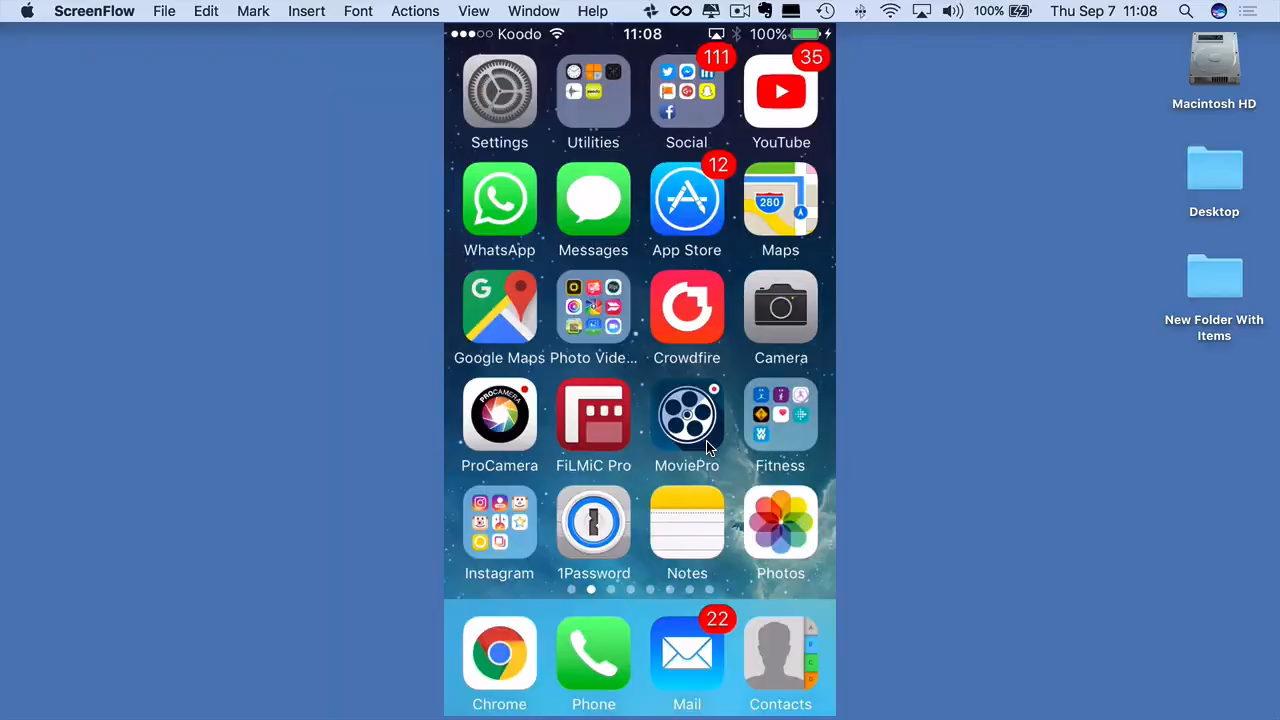 ScreenFlow File Edit Mark Insert Font Actions View Window Help 100% Thu Sep 7 11:08
Koodo 11:08 100%
111 35
Settings Utilities Social YouTube
12
280
WhatsApp Messages App Store Maps
G
Google Maps Photo Vide... Crowdfire Camera
PROCAMERA
ProCamera FiLMiC Pro MoviePro Fitness
Instagram 1Password Notes Photos
22
A
B
C
D
Chrome Phone Mail Contacts
Macintosh HD
Desktop
New Folder With
Items